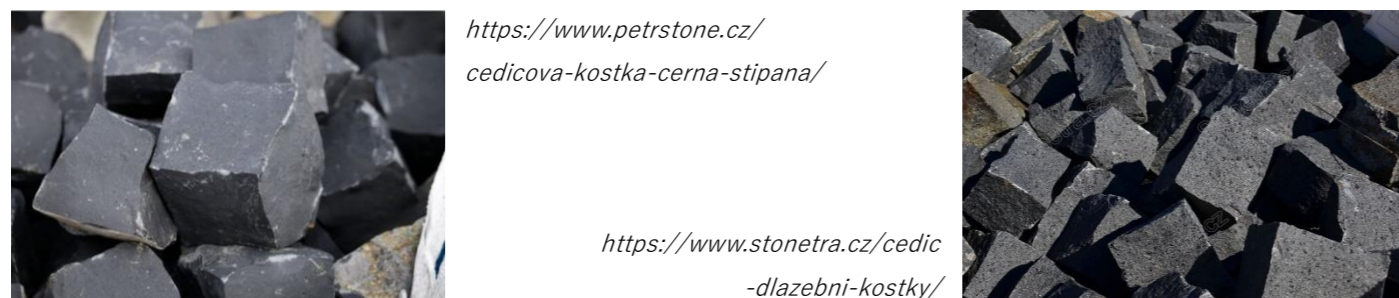 https://www.petrstone.cz/
cedicova-kostka-cerna-stipana/
https://www.stonetra.cz/cedic
-dlazebni-kostky/